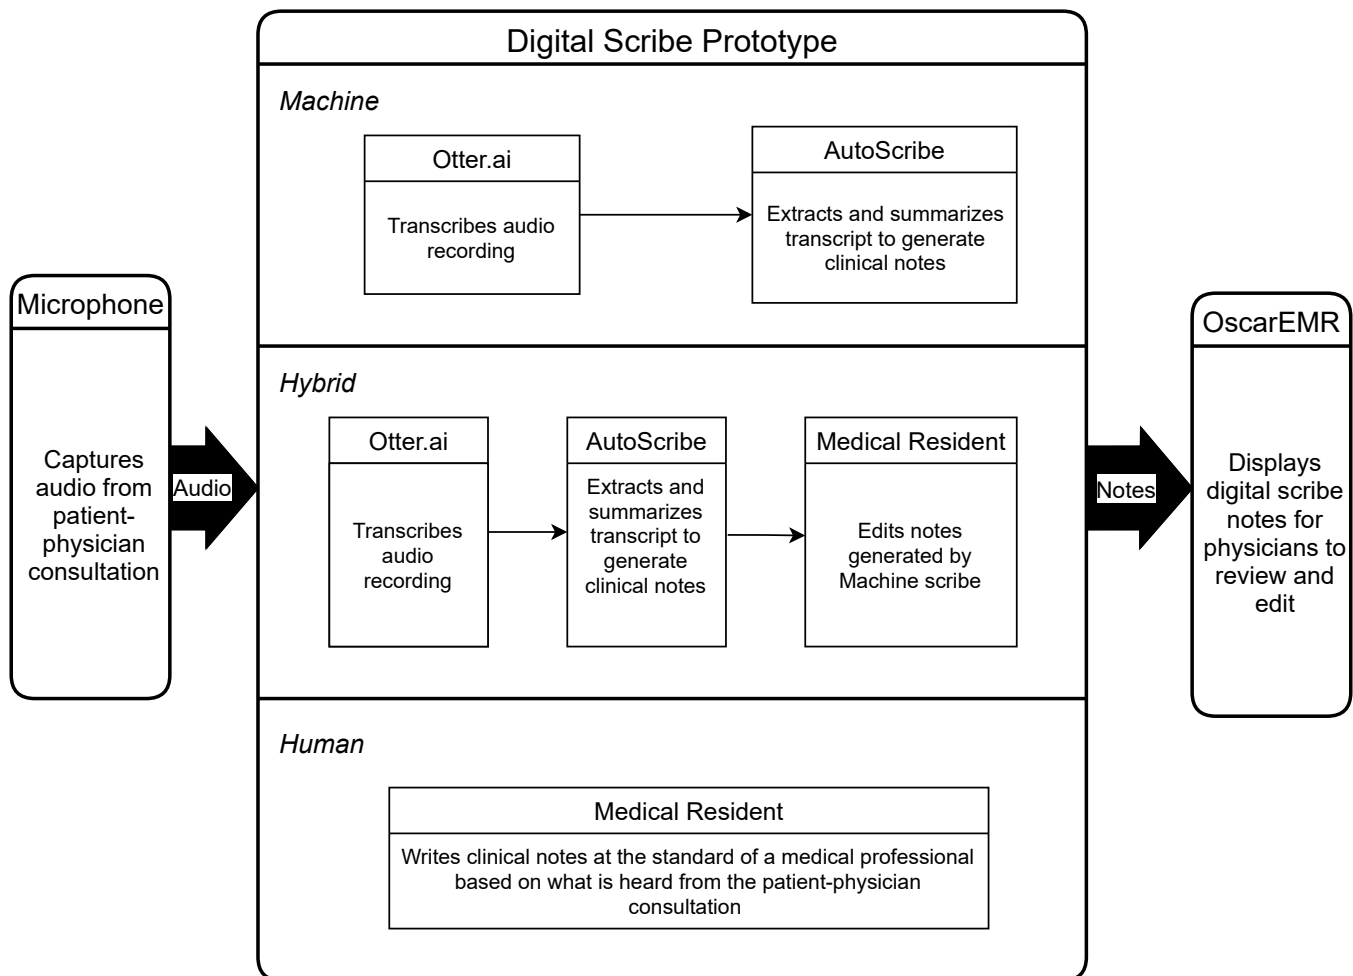 Digital Scribe Prototype
Machine
Otter.ai
Transcribes audio
recording
AutoScribe
Extracts and summarizes
transcript to generate
clinical notes
Microphone
Captures
audio from
patient-
physician
consultation
Audio
Hybrid
Otter.ai
Transcribes
audio
recording
AutoScribe
Extracts and
summarizes
transcript to
generate
clinical notes
Medical Resident
Edits notes
generated by
Machine scribe
Notes
OscarEMR
Displays
digital scribe
notes for
physicians to
review and
edit
Human
Medical Resident
Writes clinical notes at the standard of a medical professional
based on what is heard from the patient-physician
consultation